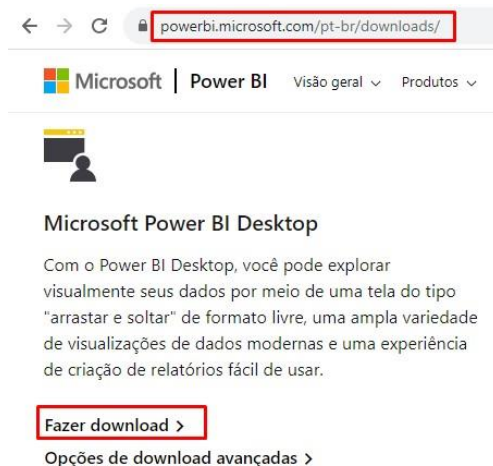 powerbi.microsoft.com/pt-br/downloads/
Microsoft | Power BI Visão geral Produtos
Microsoft Power BI Desktop
Com o Power BI Desktop, você pode explorar
visualmente seus dados por meio de uma tela do tipo
"arrastar e soltar" de formato livre, uma ampla variedade
de visualizações de dados modernas e uma experiência
de criação de relatórios fácil de usar.
Fazer download >
Opções de download avançadas >